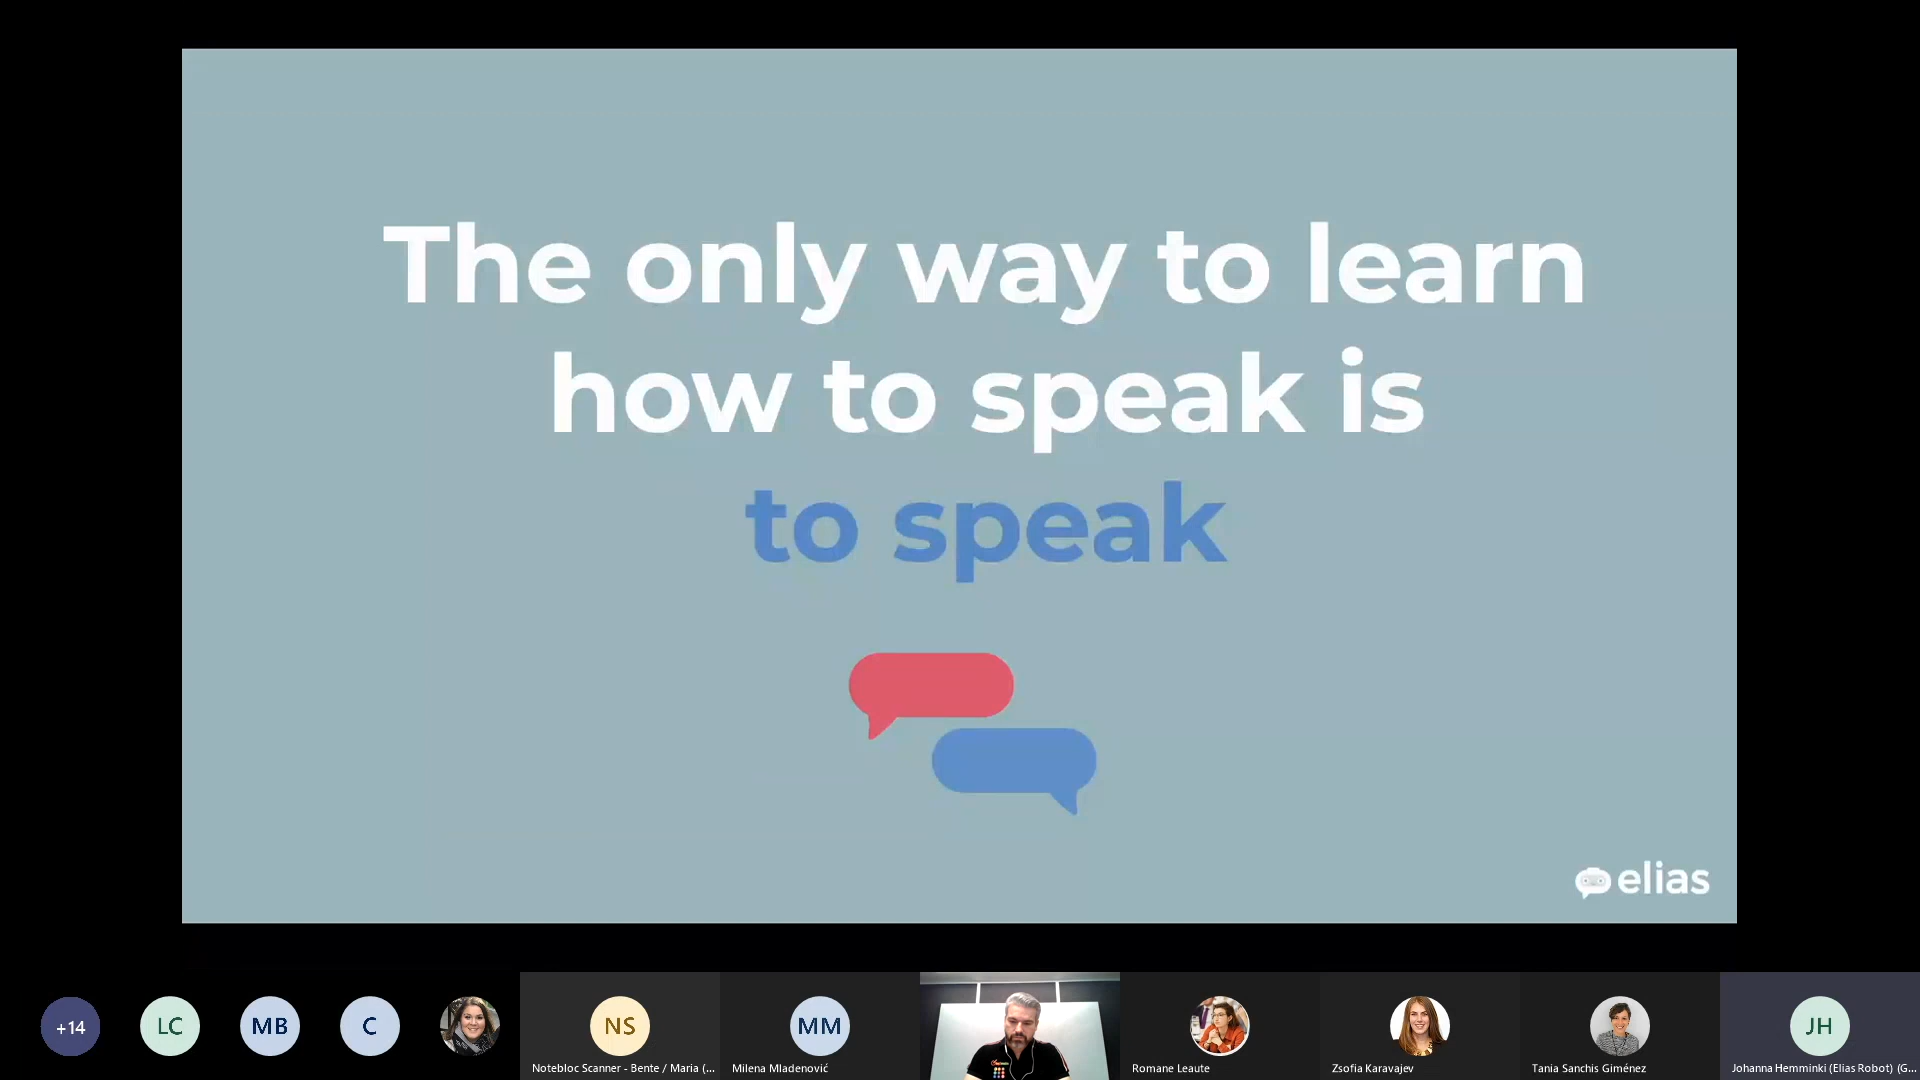 The only way to learn
how to speak is
to speak
elias
+14
LC
MB
C
NS
MM
JH
Notebloc Scanner - Bente / Maria (...
Milena Mladenović
Romane Leaute
Zsofia Karavajev
Tania Sanchis Giménez
Johanna Hemminki (Elias Robot) (G...